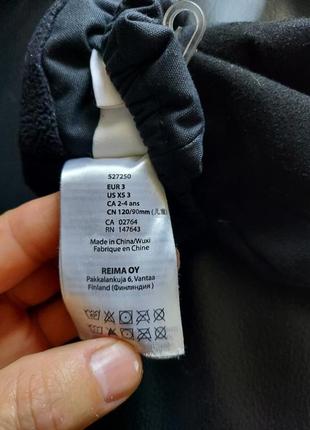 527250
EUR 3
US XS 3
CA 2-4 ans
CN 120/90mm(儿童)
CA 02764
RN 147643
Made in China/Wuxi
Fabrique en Chine
REIMA OY
Pakkalankuja 6, Vantaa
Finland (Финляндия )